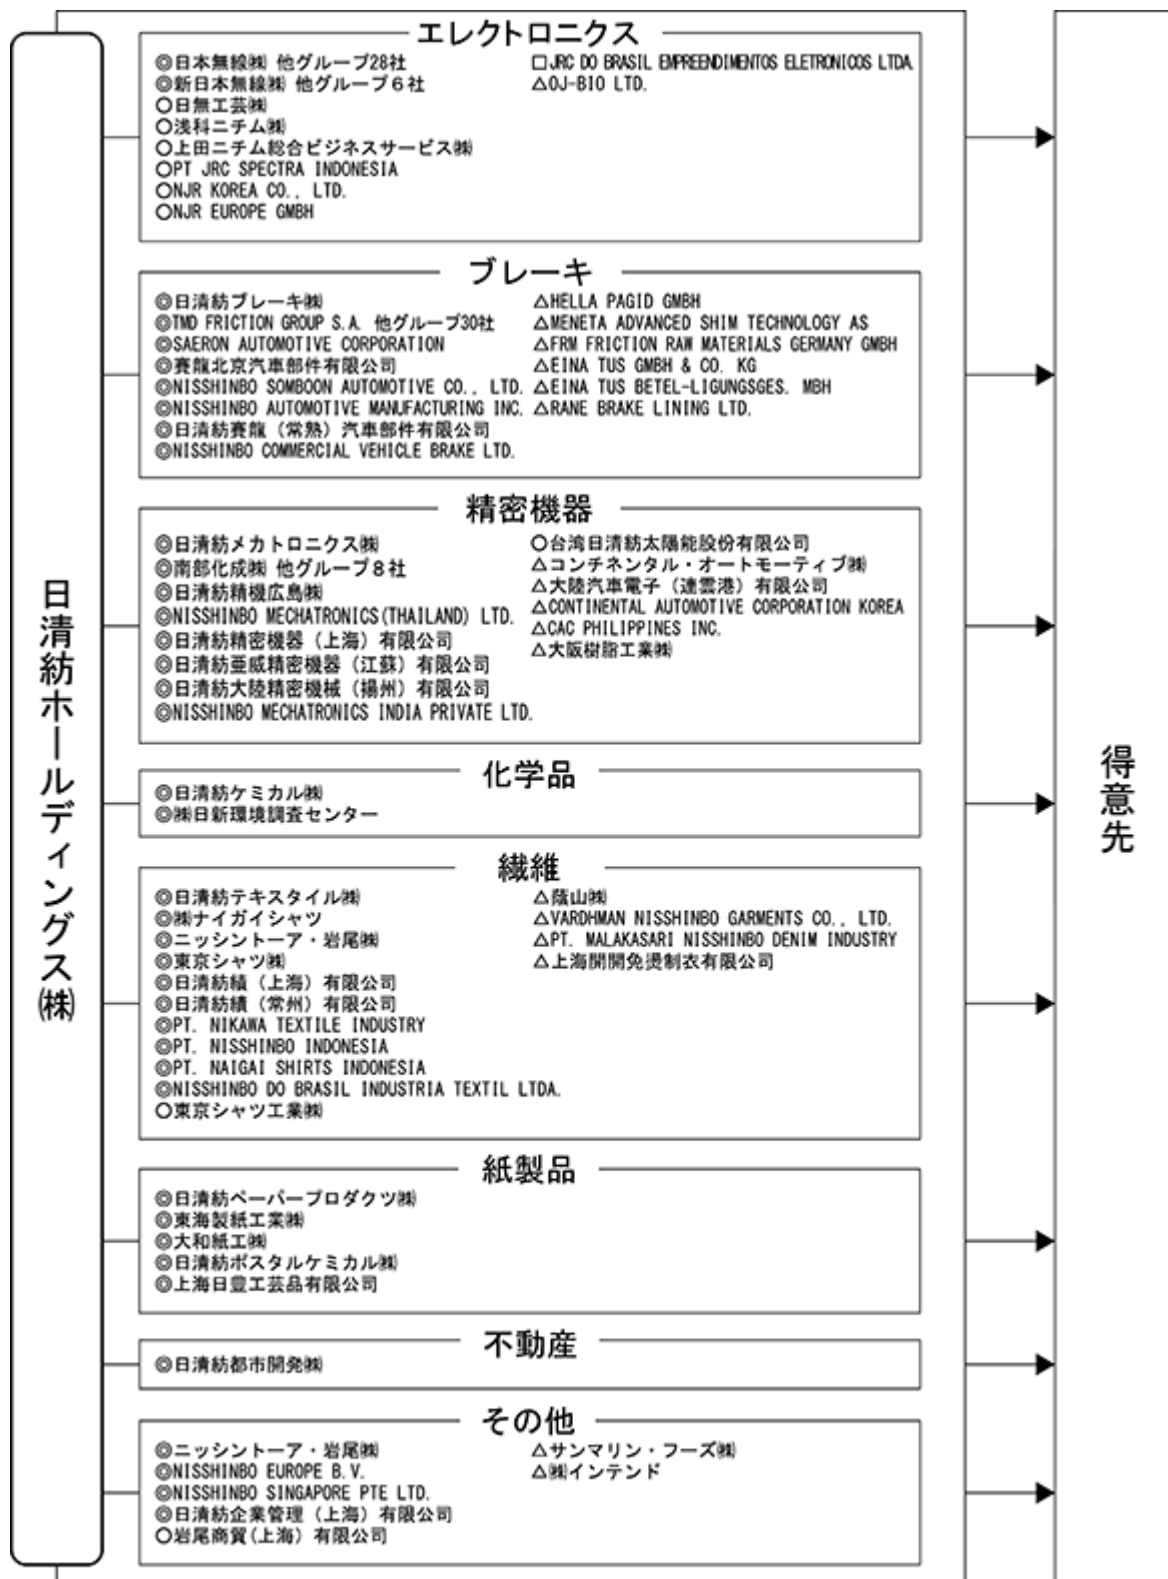 日清紡ホールディングス㈱
エレクトロニクス
◎日本無線㈱ 他グループ28社
◎新日本無線㈱ 他グループ6社
○日無工芸㈱
○浅科ニチム㈱
○上田ニチム総合ビジネスサービス㈱
○PT JRC SPECTRA INDONESIA
○NJR KOREA CO., LTD.
○NJR EUROPE GMBH
□JRC DO BRASIL EMPREENDIMENTOS ELETRONICOS LTDA.
△OJ-BIO LTD.
ブレーキ
◎日清紡ブレーキ㈱
◎TMD FRICTION GROUP S.A. 他グループ30社
◎SAERON AUTOMOTIVE CORPORATION
◎賽龍北京汽車部件有限公司
◎NISSHINBO SOMBOON AUTOMOTIVE CO., LTD.
◎NISSHINBO AUTOMOTIVE MANUFACTURING INC.
◎日清紡賽龍（常熟）汽車部件有限公司
◎NISSHINBO COMMERCIAL VEHICLE BRAKE LTD.
△HELLA PAGID GMBH
△MENETA ADVANCED SHIM TECHNOLOGY AS
△FRM FRICTION RAW MATERIALS GERMANY GMBH
△EINA TUS GMBH & CO. KG
△EINA TUS BETEL-LIGUNGSGES. MBH
△RANE BRAKE LINING LTD.
精密機器
◎日清紡メカトロニクス㈱
◎南部化成㈱ 他グループ8社
◎日清紡精機広島㈱
◎NISSHINBO MECHATRONICS(THAILAND) LTD.
◎日清紡精密機器（上海）有限公司
◎日清紡亜威精密機器（江蘇）有限公司
◎日清紡大陸精密機械（揚州）有限公司
◎NISSHINBO MECHATRONICS INDIA PRIVATE LTD.
○台湾日清紡太陽能股份有限公司
△コンチネンタル・オートモーティブ㈱
△大陸汽車電子（連雲港）有限公司
△CONTINENTAL AUTOMOTIVE CORPORATION KOREA
△CAC PHILIPPINES INC.
△大阪樹脂工業㈱
化学品
◎日清紡ケミカル㈱
◎㈱日新環境調査センター
繊維
◎日清紡テキスタイル㈱
◎㈱ナイガイシャツ
◎ニッシントーア・岩尾㈱
◎東京シャツ㈱
◎日清紡績（上海）有限公司
◎日清紡績（常州）有限公司
◎PT. NIKAWA TEXTILE INDUSTRY
◎PT. NISSHINBO INDONESIA
◎PT. NAIGAI SHIRTS INDONESIA
◎NISSHINBO DO BRASIL INDUSTRIA TEXTIL LTDA.
○東京シャツ工業㈱
△蔭山㈱
△VARDHMAN NISSHINBO GARMENTS CO., LTD.
△PT. MALAKASARI NISSHINBO DENIM INDUSTRY
△上海開開免燙制衣有限公司
紙製品
◎日清紡ペーパープロダクツ㈱
◎東海製紙工業㈱
◎大和紙工㈱
◎日清紡ポスタルケミカル㈱
◎上海日豊工芸品有限公司
不動産
◎日清紡都市開発㈱
その他
◎ニッシントーア・岩尾㈱
◎NISSHINBO EUROPE B.V.
◎NISSHINBO SINGAPORE PTE LTD.
◎日清紡企業管理（上海）有限公司
○岩尾商貿(上海）有限公司
△サンマリン・フーズ㈱
△㈱インテンド
得意先